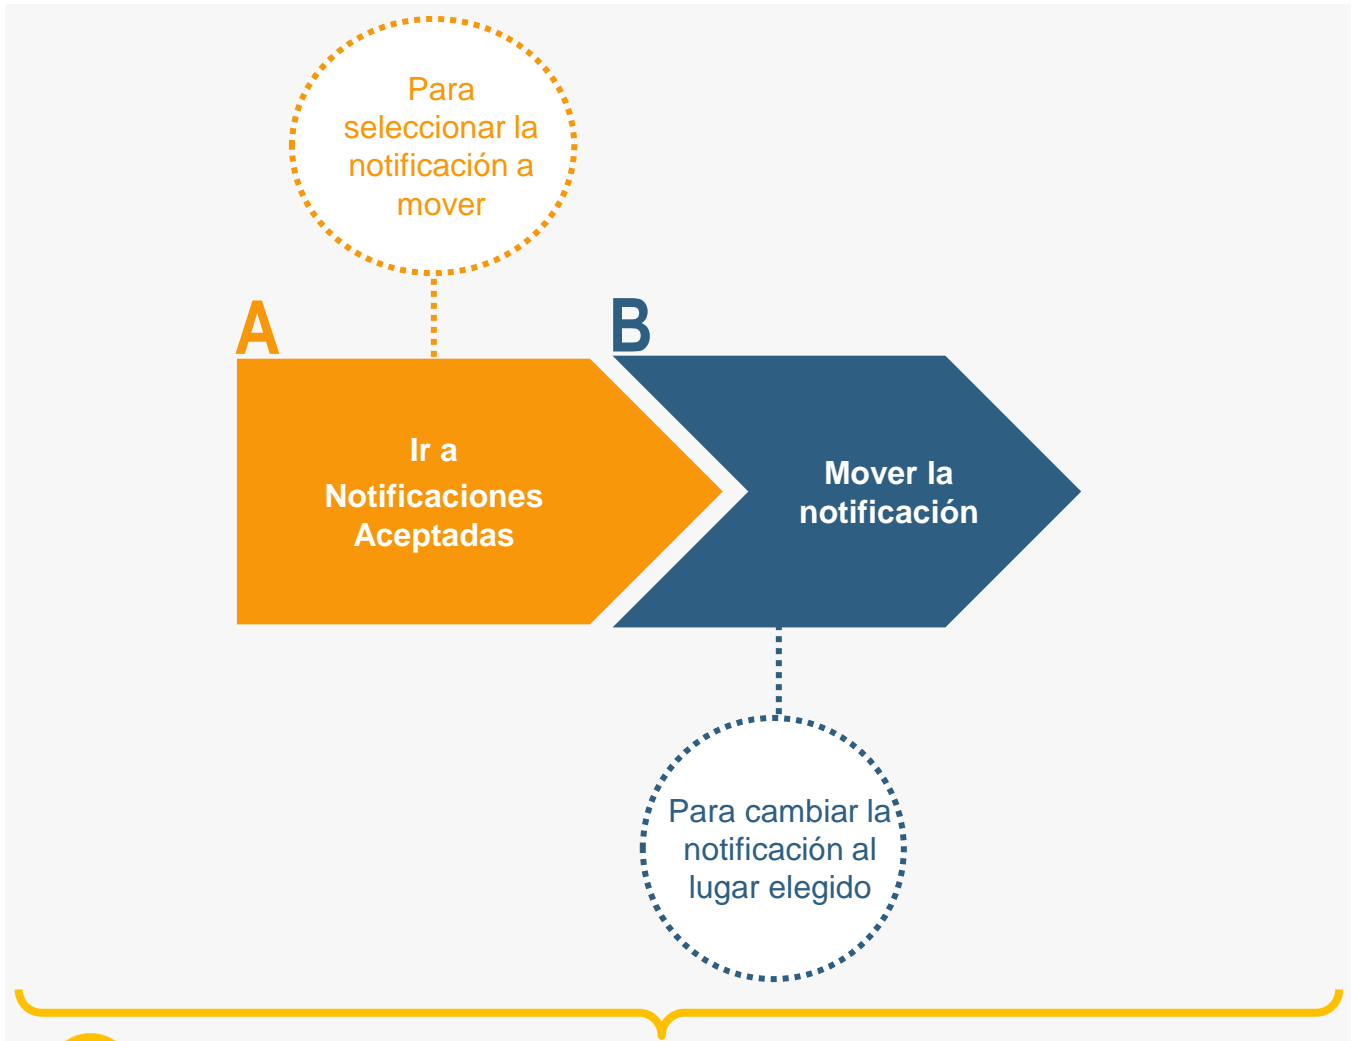 Para
seleccionar la
notificación a
mover
A
B
Ir a
Notificaciones
Aceptadas
Mover la
notificación
Para cambiar la
notificación al
lugar elegido